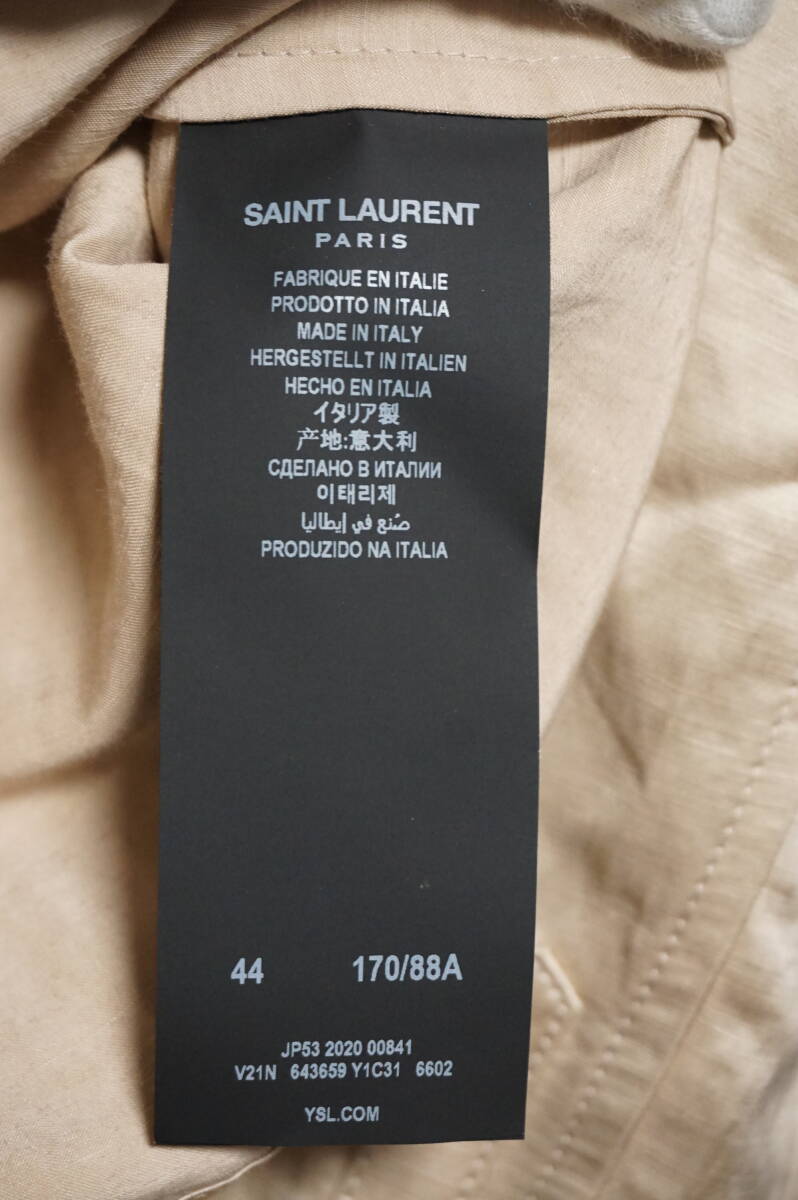 SAINT LAURENT
PARIS
FABRIQUE EN ITALIE
PRODOTTO IN ITALIA
MADE IN ITALY
HERGESTELLT IN ITALIEN
HECHO EN ITALIA
イタリア製
产地:意大利
СДЕЛАНО В ИТАЛИИ
이태리제
صُنع في إيطاليا
PRODUZIDO NA ITALIA
44 170/88A
JP53 2020 00841
V21N 643659 Y1C31 6602
YSL.COM